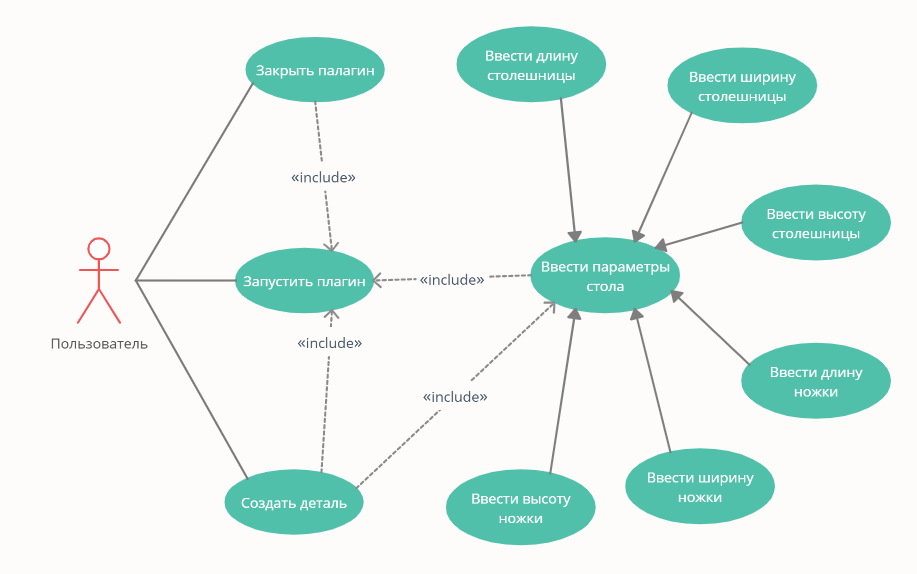 Закрыть палагин
Ввести длину
столешницы
Ввести ширину
столешницы
«include»
Ввести высоту
столешницы
Запустить плагин
«include»
Ввести параметры
стола
Пользователь
«include»
«include»
Ввести длину
ножки
Создать деталь
Ввести высоту
ножки
Ввести ширину
ножки